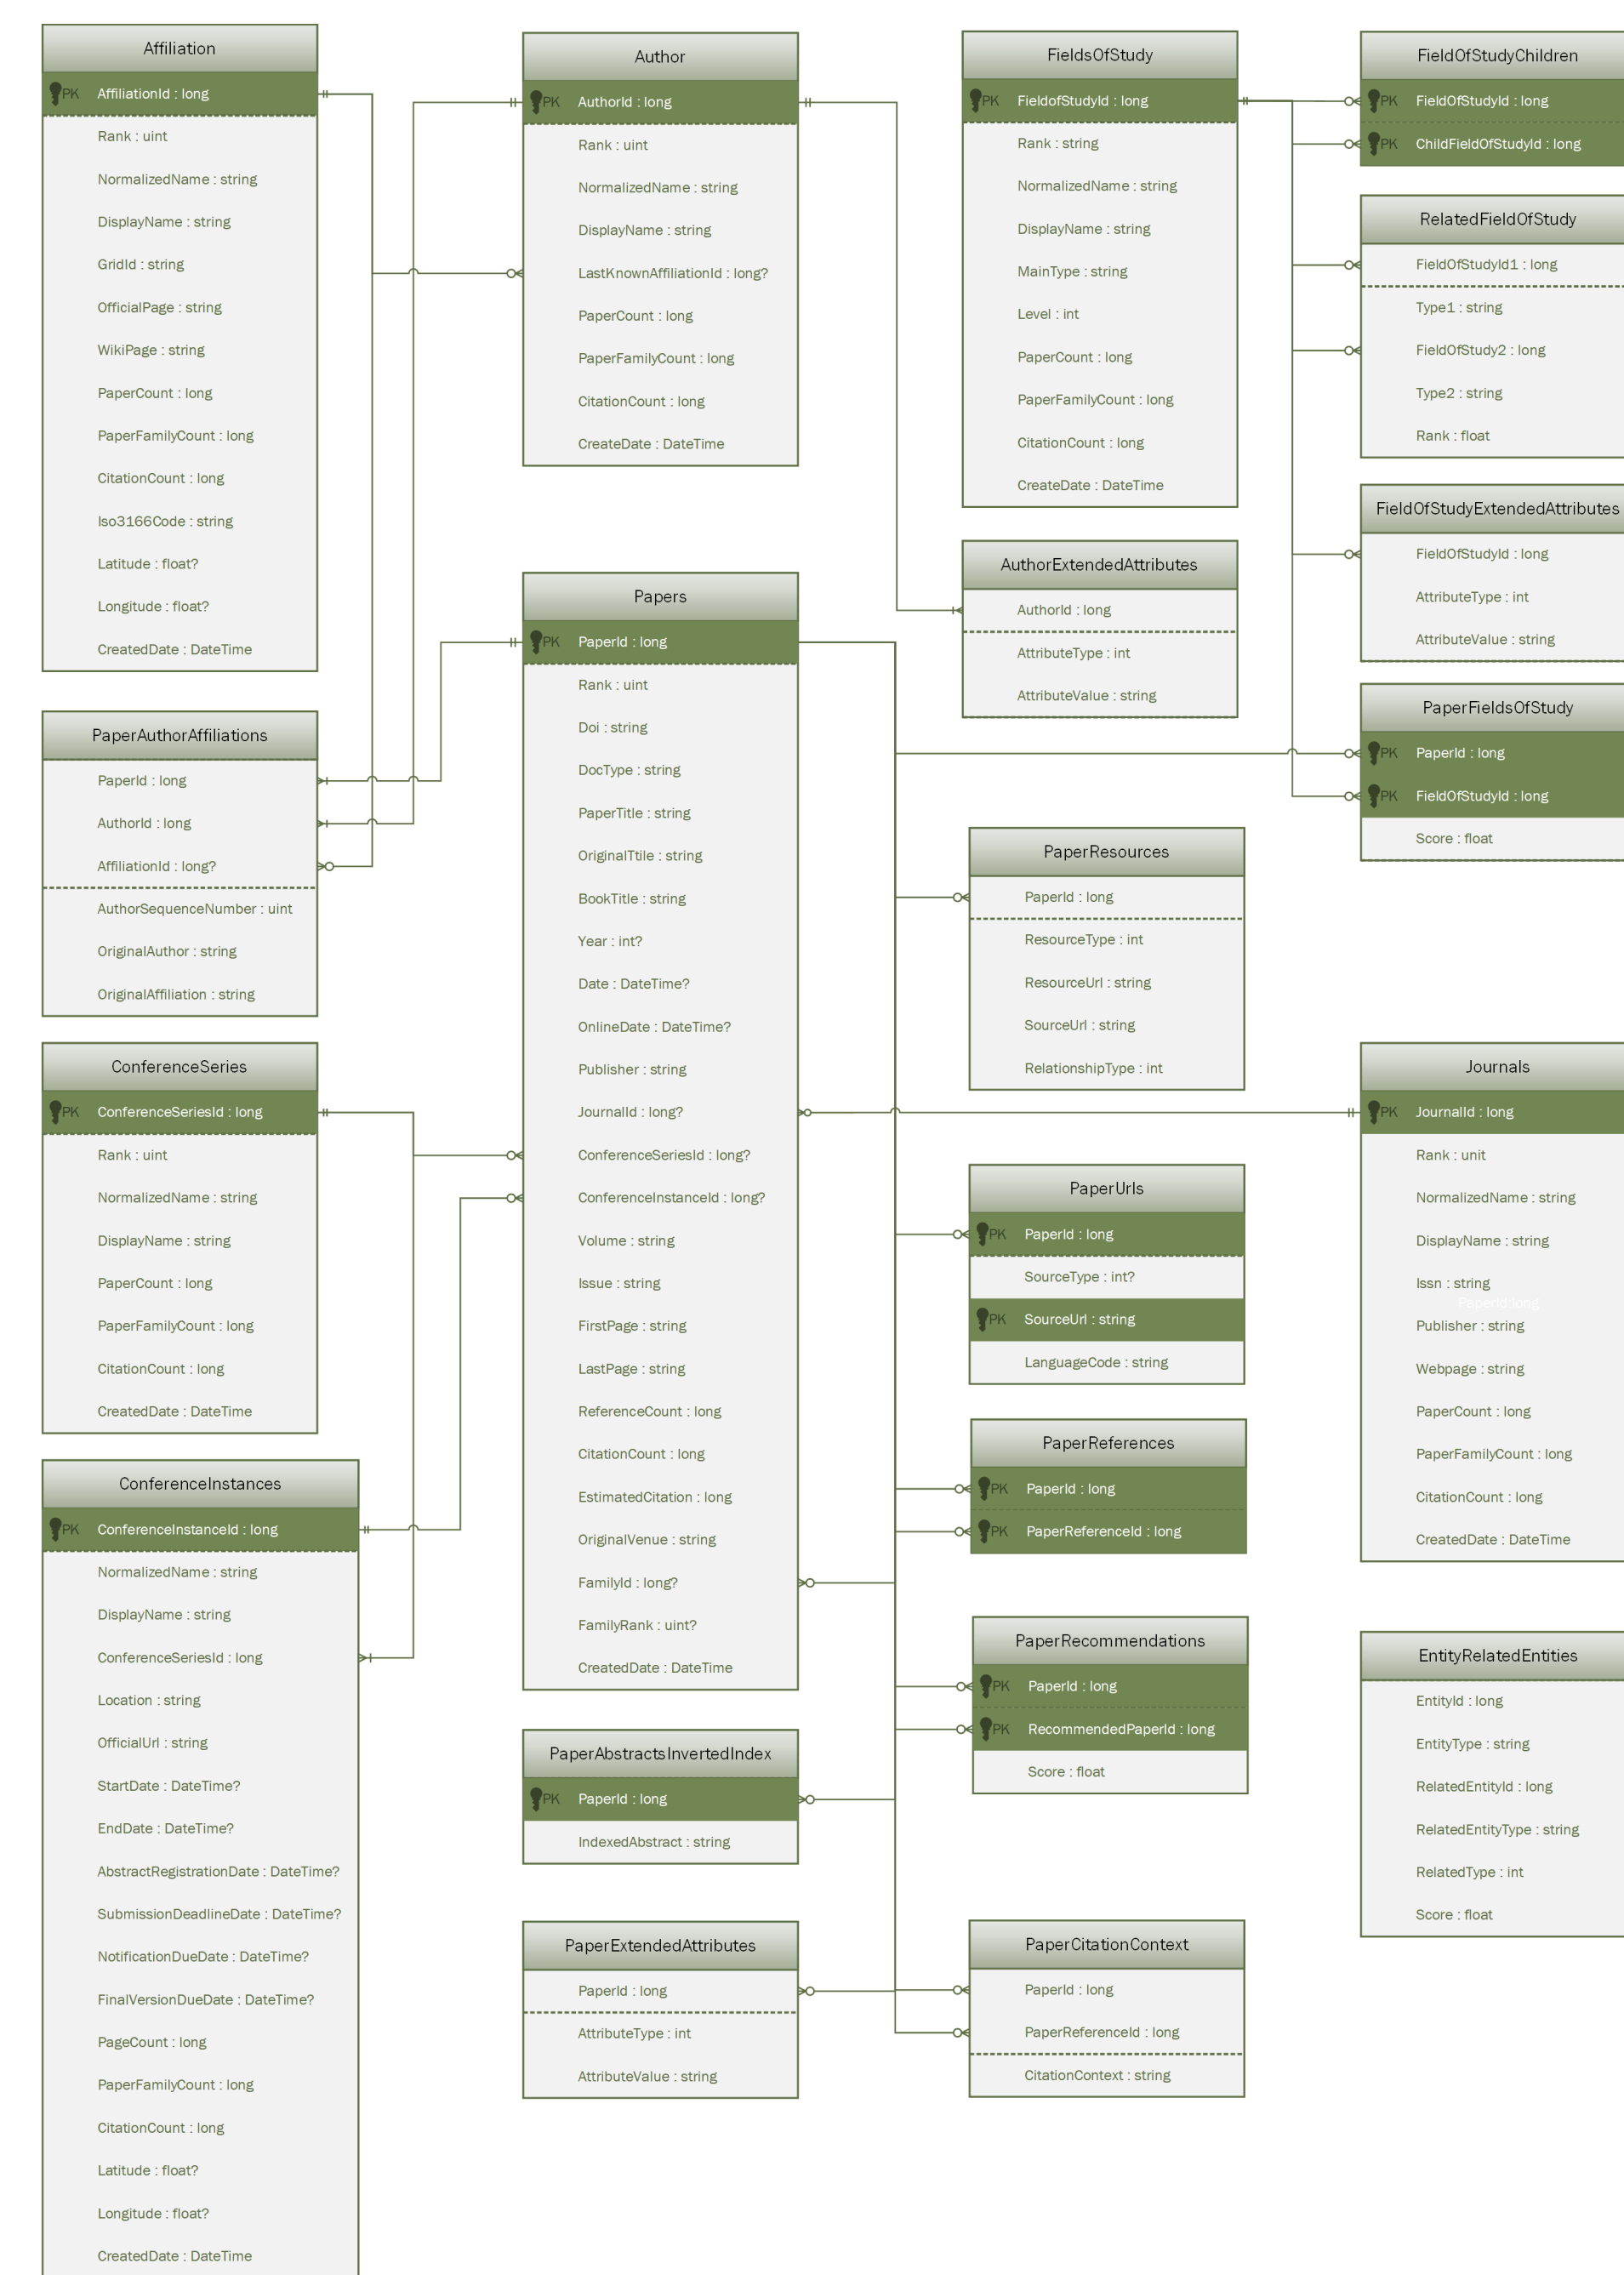 Affiliation
PK AffiliationId : long
Rank : uint
NormalizedName : string
DisplayName : string
GridId : string
OfficialPage : string
WikiPage : string
PaperCount : long
PaperFamilyCount : long
CitationCount : long
Iso3166Code : string
Latitude : float?
Longitude : float?
CreatedDate : DateTime
PaperAuthorAffiliations
PaperId : long
AuthorId : long
AffiliationId : long?
AuthorSequenceNumber : uint
OriginalAuthor : string
OriginalAffiliation : string
ConferenceSeries
PK ConferenceSeriesId : long
Rank : uint
NormalizedName : string
DisplayName : string
PaperCount : long
PaperFamilyCount : long
CitationCount : long
CreatedDate : DateTime
ConferenceInstances
PK ConferenceInstanceId : long
NormalizedName : string
DisplayName : string
ConferenceSeriesId : long
Location : string
OfficialUrl : string
StartDate : DateTime?
EndDate : DateTime?
AbstractRegistrationDate : DateTime?
SubmissionDeadlineDate : DateTime?
NotificationDueDate : DateTime?
FinalVersionDueDate : DateTime?
PageCount : long
PaperFamilyCount : long
CitationCount : long
Latitude : float?
Longitude : float?
CreatedDate : DateTime
Author
PK AuthorId : long
Rank : uint
NormalizedName : string
DisplayName : string
LastKnownAffiliationId : long?
PaperCount : long
PaperFamilyCount : long
CitationCount : long
CreateDate : DateTime
Papers
PK PaperId : long
Rank : uint
Doi : string
DocType : string
PaperTitle : string
OriginalTtile : string
BookTitle : string
Year : int?
Date : DateTime?
OnlineDate : DateTime?
Publisher : string
JournalId : long?
ConferenceSeriesId : long?
ConferenceInstanceId : long?
Volume : string
Issue : string
FirstPage : string
LastPage : string
ReferenceCount : long
CitationCount : long
EstimatedCitation : long
OriginalVenue : string
FamilyId : long?
FamilyRank : uint?
CreatedDate : DateTime
PaperAbstractsInvertedIndex
PK PaperId : long
IndexedAbstract : string
PaperExtendedAttributes
PaperId : long
AttributeType : int
AttributeValue : string
FieldsOfStudy
PK FieldofStudyId : long
Rank : string
NormalizedName : string
DisplayName : string
MainType : string
Level : int
PaperCount : long
PaperFamilyCount : long
CitationCount : long
CreateDate : DateTime
AuthorExtendedAttributes
AuthorId : long
AttributeType : int
AttributeValue : string
PaperResources
PaperId : long
ResourceType : int
ResourceUrl : string
SourceUrl : string
RelationshipType : int
PaperUrls
PK PaperId : long
SourceType : int?
PK SourceUrl : string
LanguageCode : string
PaperReferences
PK PaperId : long
PK PaperReferenceId : long
PaperRecommendations
PK PaperId : long
PK RecommendedPaperId : long
Score : float
PaperCitationContext
PaperId : long
PaperReferenceId : long
CitationContext : string
FieldOfStudyChildren
PK FieldOfStudyId : long
PK ChildFieldOfStudyId : long
RelatedFieldOfStudy
FieldOfStudyId1 : long
Type1 : string
FieldOfStudy2 : long
Type2 : string
Rank : float
FieldOfStudyExtendedAttributes
FieldOfStudyId : long
AttributeType : int
AttributeValue : string
PaperFieldsOfStudy
PK PaperId : long
PK FieldOfStudyId : long
Score : float
Journals
PK JournalId : long
Rank : unit
NormalizedName : string
DisplayName : string
Issn : string
PaperId:long
Publisher : string
Webpage : string
PaperCount : long
PaperFamilyCount : long
CitationCount : long
CreatedDate : DateTime
EntityRelatedEntities
EntityId : long
EntityType : string
RelatedEntityId : long
RelatedEntityType : string
RelatedType : int
Score : float